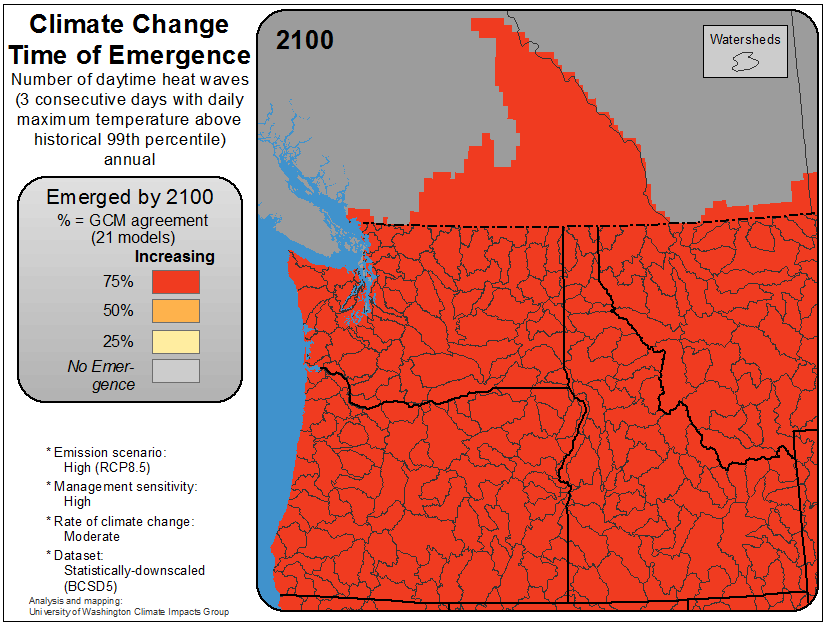 Climate Change
Time of Emergence
Number of daytime heat waves
(3 consecutive days with daily
maximum temperature above
historical 99th percentile)
annual
Emerged by 2100
% = GCM agreement
(21 models)
Increasing
75%
50%
25%
No Emer-
gence
* Emission scenario:
High (RCP8.5)
* Management sensitivity:
High
* Rate of climate change:
Moderate
* Dataset:
Statistically-downscaled
(BCSD5)
Analysis and mapping:
University of Washington Climate Impacts Group
2100
Watersheds